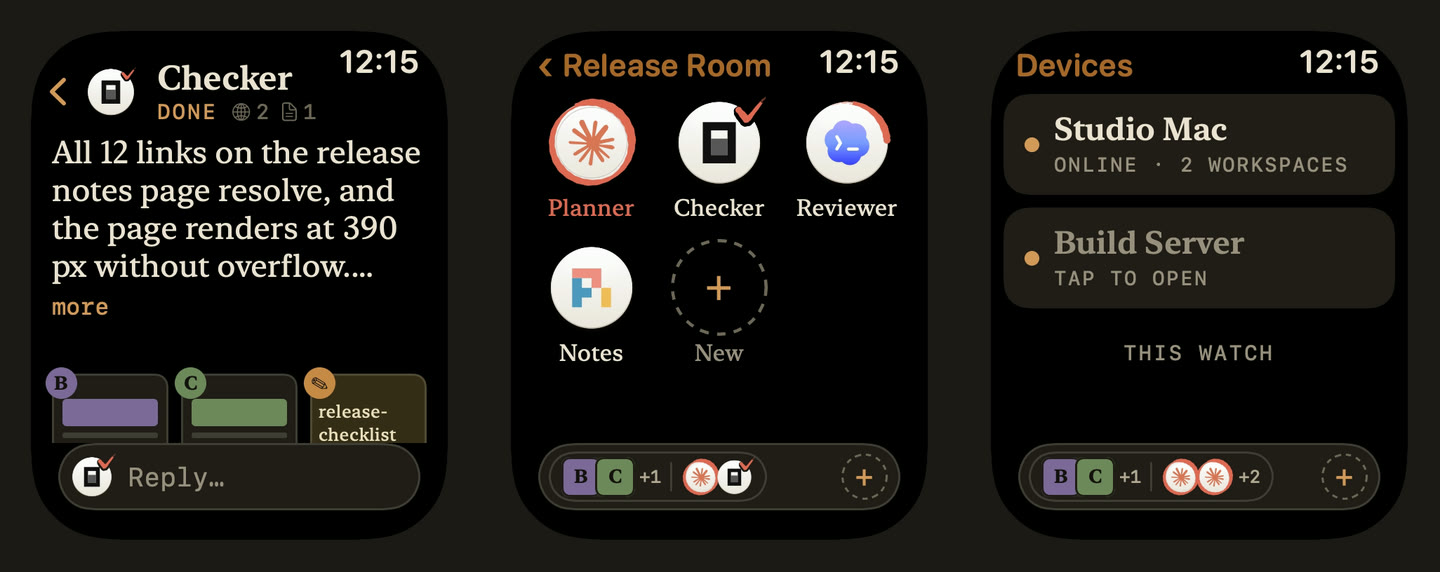 12:15
Checker
DONE 2 1
All 12 links on the release
notes page resolve, and
the page renders at 390
px without overflow....
more
B
C
release-
checklist
Reply…
‹ Release Room
12:15
Planner
Checker
Reviewer
Notes
+
New
B C +1
+
Devices
12:15
Studio Mac
ONLINE · 2 WORKSPACES
Build Server
TAP TO OPEN
THIS WATCH
B C +1 +2
+